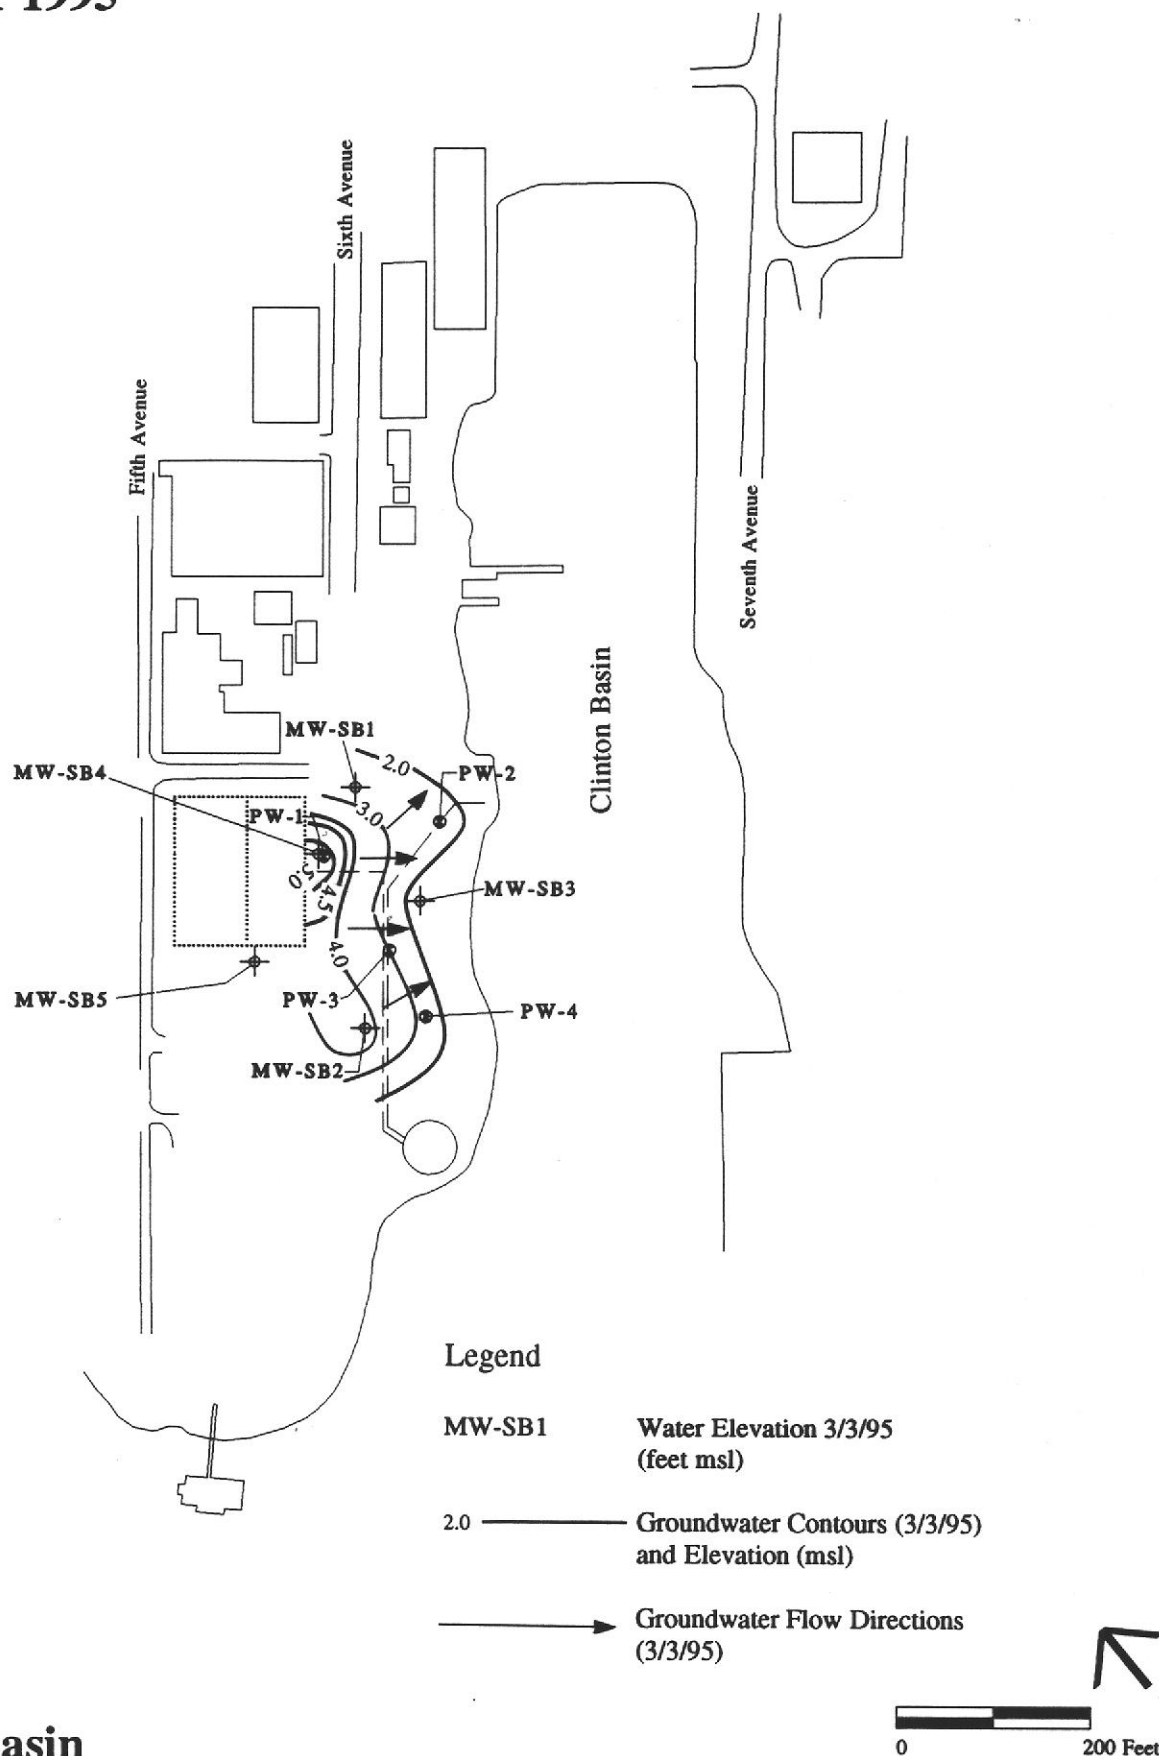 1995
Sixth Avenue
Fifth Avenue
Seventh Avenue
Clinton Basin
MW-SB1
2.0
MW-SB4
PW-2
3.0
PW-1
5.0
4.5
MW-SB3
4.0
MW-SB5
PW-3
PW-4
MW-SB2
Legend
MW-SB1 Water Elevation 3/3/95
(feet msl)
2.0 Groundwater Contours (3/3/95)
and Elevation (msl)
Groundwater Flow Directions
(3/3/95)
0 200 Feet
asin